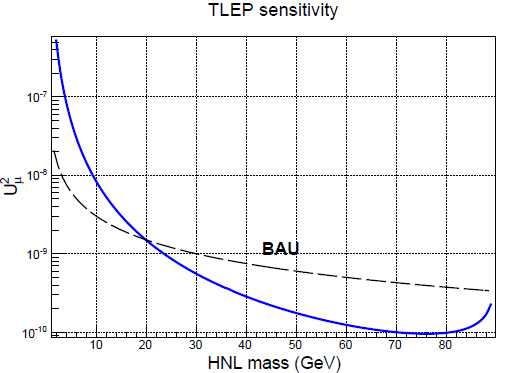 TLEP sensitivity
U²μ
10⁻⁷
10⁻⁸
10⁻⁹
10⁻¹⁰
BAU
10 20 30 40 50 60 70 80
HNL mass (GeV)